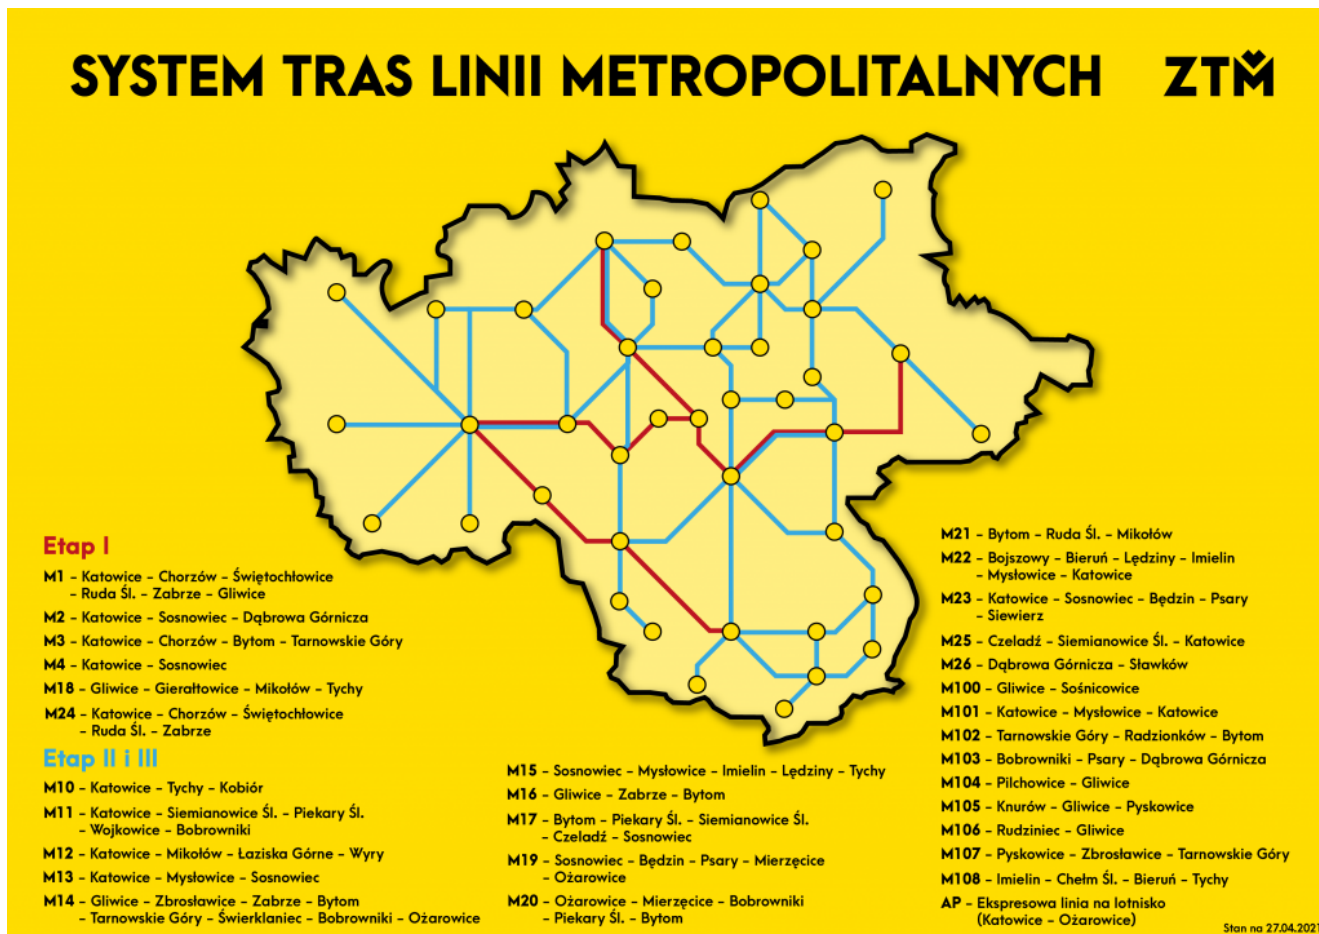 SYSTEM TRAS LINII METROPOLITALNYCH ZTM
Etap I
M1 - Katowice - Chorzów - Świętochłowice
- Ruda Śl. - Zabrze - Gliwice
M2 - Katowice - Sosnowiec - Dąbrowa Górnicza
M3 - Katowice - Chorzów - Bytom - Tarnowskie Góry
M4 - Katowice - Sosnowiec
M18 - Gliwice - Gierałtowice - Mikołów - Tychy
M24 - Katowice - Chorzów - Świętochłowice
- Ruda Śl. - Zabrze
Etap II i III
M10 - Katowice - Tychy - Kobiór
M11 - Katowice - Siemianowice Śl. - Piekary Śl.
- Wojkowice - Bobrowniki
M12 - Katowice - Mikołów - Łaziska Górne - Wyry
M13 - Katowice - Mysłowice - Sosnowiec
M14 - Gliwice - Zbrosławice - Zabrze - Bytom
- Tarnowskie Góry - Świerklaniec - Bobrowniki - Ożarowice
M15 - Sosnowiec - Mysłowice - Imielin - Lędziny - Tychy
M16 - Gliwice - Zabrze - Bytom
M17 - Bytom - Piekary Śl. - Siemianowice Śl.
- Czeladź - Sosnowiec
M19 - Sosnowiec - Będzin - Psary - Mierzęcice
- Ożarowice
M20 - Ożarowice - Mierzęcice - Bobrowniki
- Piekary Śl. - Bytom
M21 - Bytom - Ruda Śl. - Mikołów
M22 - Bojszowy - Bieruń - Lędziny - Imielin
- Mysłowice - Katowice
M23 - Katowice - Sosnowiec - Będzin - Psary
- Siewierz
M25 - Czeladź - Siemianowice Śl. - Katowice
M26 - Dąbrowa Górnicza - Sławków
M100 - Gliwice - Sośnicowice
M101 - Katowice - Mysłowice - Katowice
M102 - Tarnowskie Góry - Radzionków - Bytom
M103 - Bobrowniki - Psary - Dąbrowa Górnicza
M104 - Pilchowice - Gliwice
M105 - Knurów - Gliwice - Pyskowice
M106 - Rudziniec - Gliwice
M107 - Pyskowice - Zbrosławice - Tarnowskie Góry
M108 - Imielin - Chełm Śl. - Bieruń - Tychy
AP - Ekspresowa linia na lotnisko
(Katowice - Ożarowice)
Stan na 27.04.2021